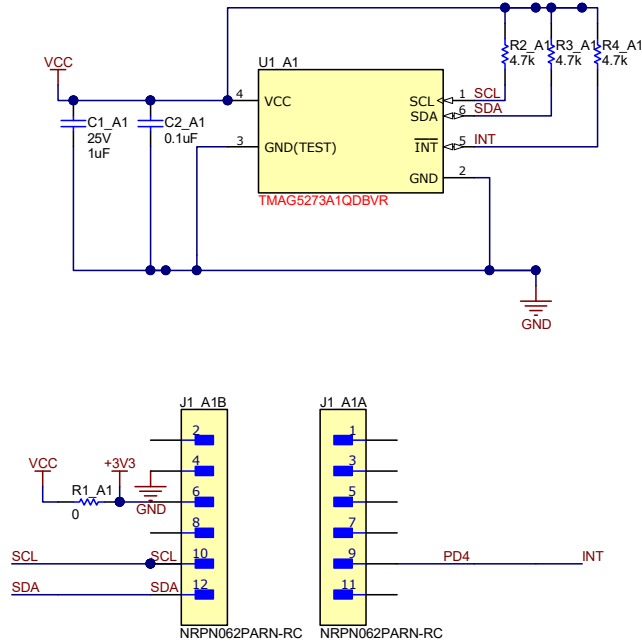 R2_A1 R3_A1 R4_A1
4.7k 4.7k 4.7k
VCC
U1_A1
4 VCC SCL 1 SCL
SDA 6 SDA
C1_A1
25V
1uF
C2_A1
0.1uF
3 GND(TEST) INT 5 INT
GND 2
TMAG5273A1QDBVR
GND
J1_A1B J1_A1A
2 1
VCC +3V3 4 3
R1_A1
0
GND
6 5
8 7
SCL SCL 10 9 PD4 INT
SDA SDA 12 11
NRPN062PARN-RC NRPN062PARN-RC